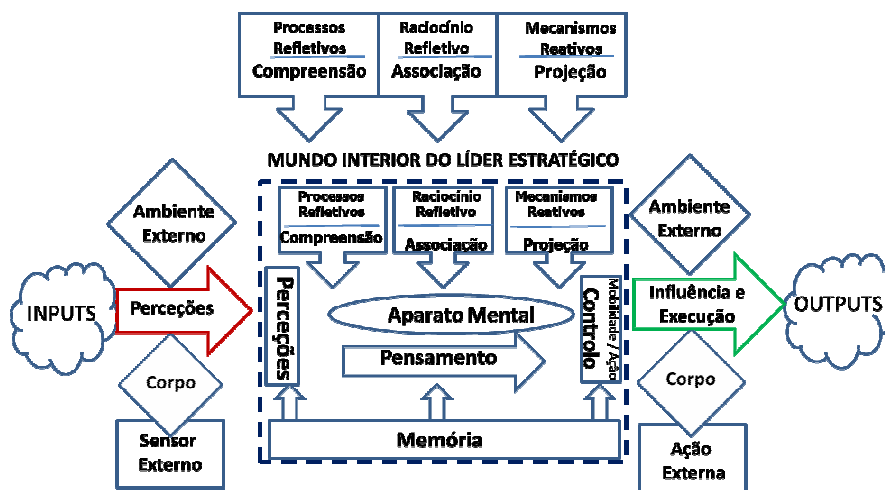 Processos
Refletivos
Compreensão
Raciocínio
Refletivo
Associação
Mecanismos
Reativos
Projeção
MUNDO INTERIOR DO LÍDER ESTRATÉGICO
Ambiente
Externo
Processos
Refletivos
Compreensão
Raciocínio
Refletivo
Associação
Mecanismos
Reativos
Projeção
Ambiente
Externo
INPUTS
Perceções
Perceções
Aparato Mental
Pensamento
Controlo
Mobilidade / Ação
Influência e
Execução
OUTPUTS
Corpo
Sensor
Externo
Memória
Corpo
Ação
Externa